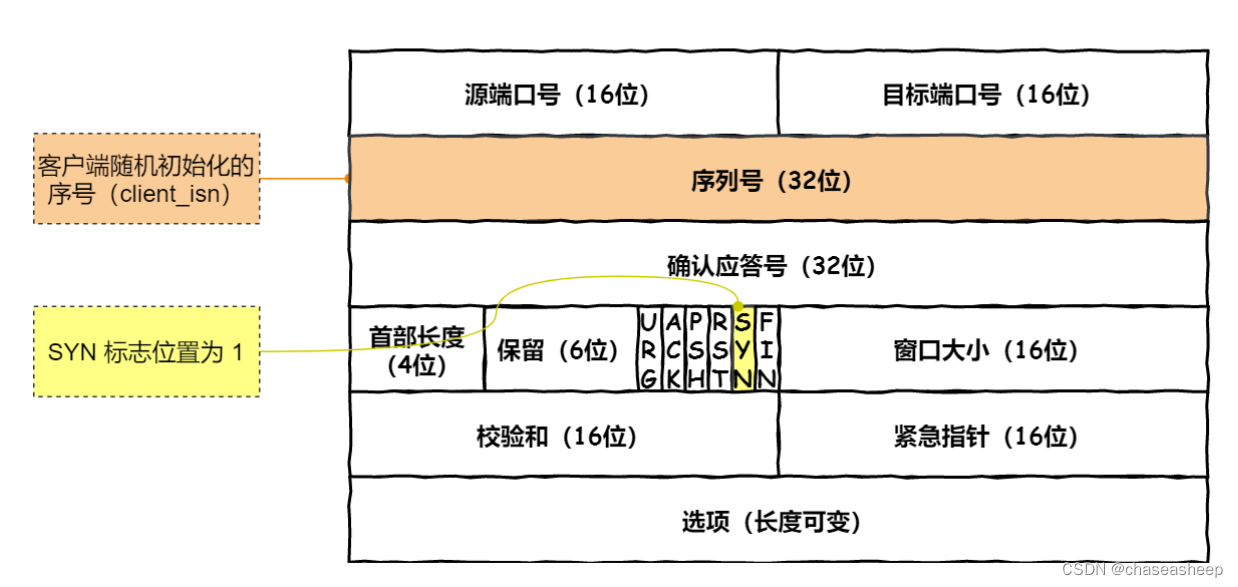 源端口号（16位）
目标端口号（16位）
客户端随机初始化的
序号（client_isn）
序列号（32位）
确认应答号（32位）
SYN 标志位置为 1
首部长度
（4位）
保留（6位）
URG
ACK
PSH
RST
SYN
FIN
窗口大小（16位）
校验和（16位）
紧急指针（16位）
选项（长度可变）
CSDN @chaseasheep